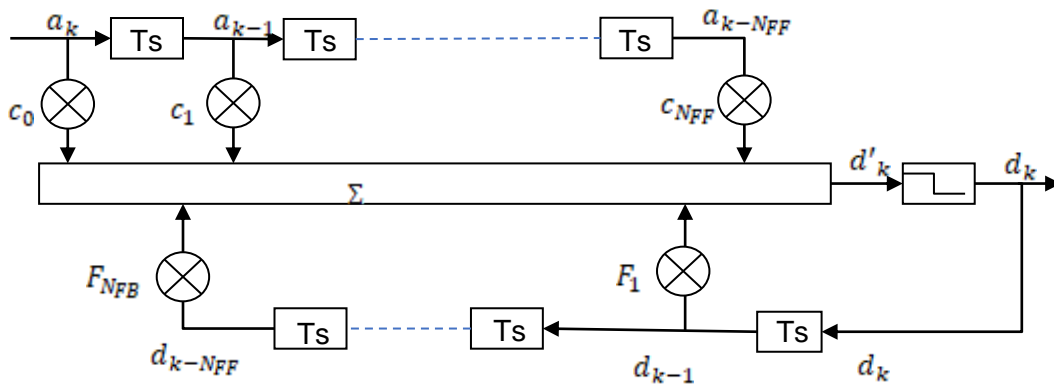 a_k a_{k-1} a_{k-N_{FF}}
Ts Ts Ts
c_0 c_1 c_{N_{FF}}
d'_k d_k
Σ
F_{N_{FB}} F_1
Ts Ts Ts
d_{k-N_{FF}} d_{k-1} d_k